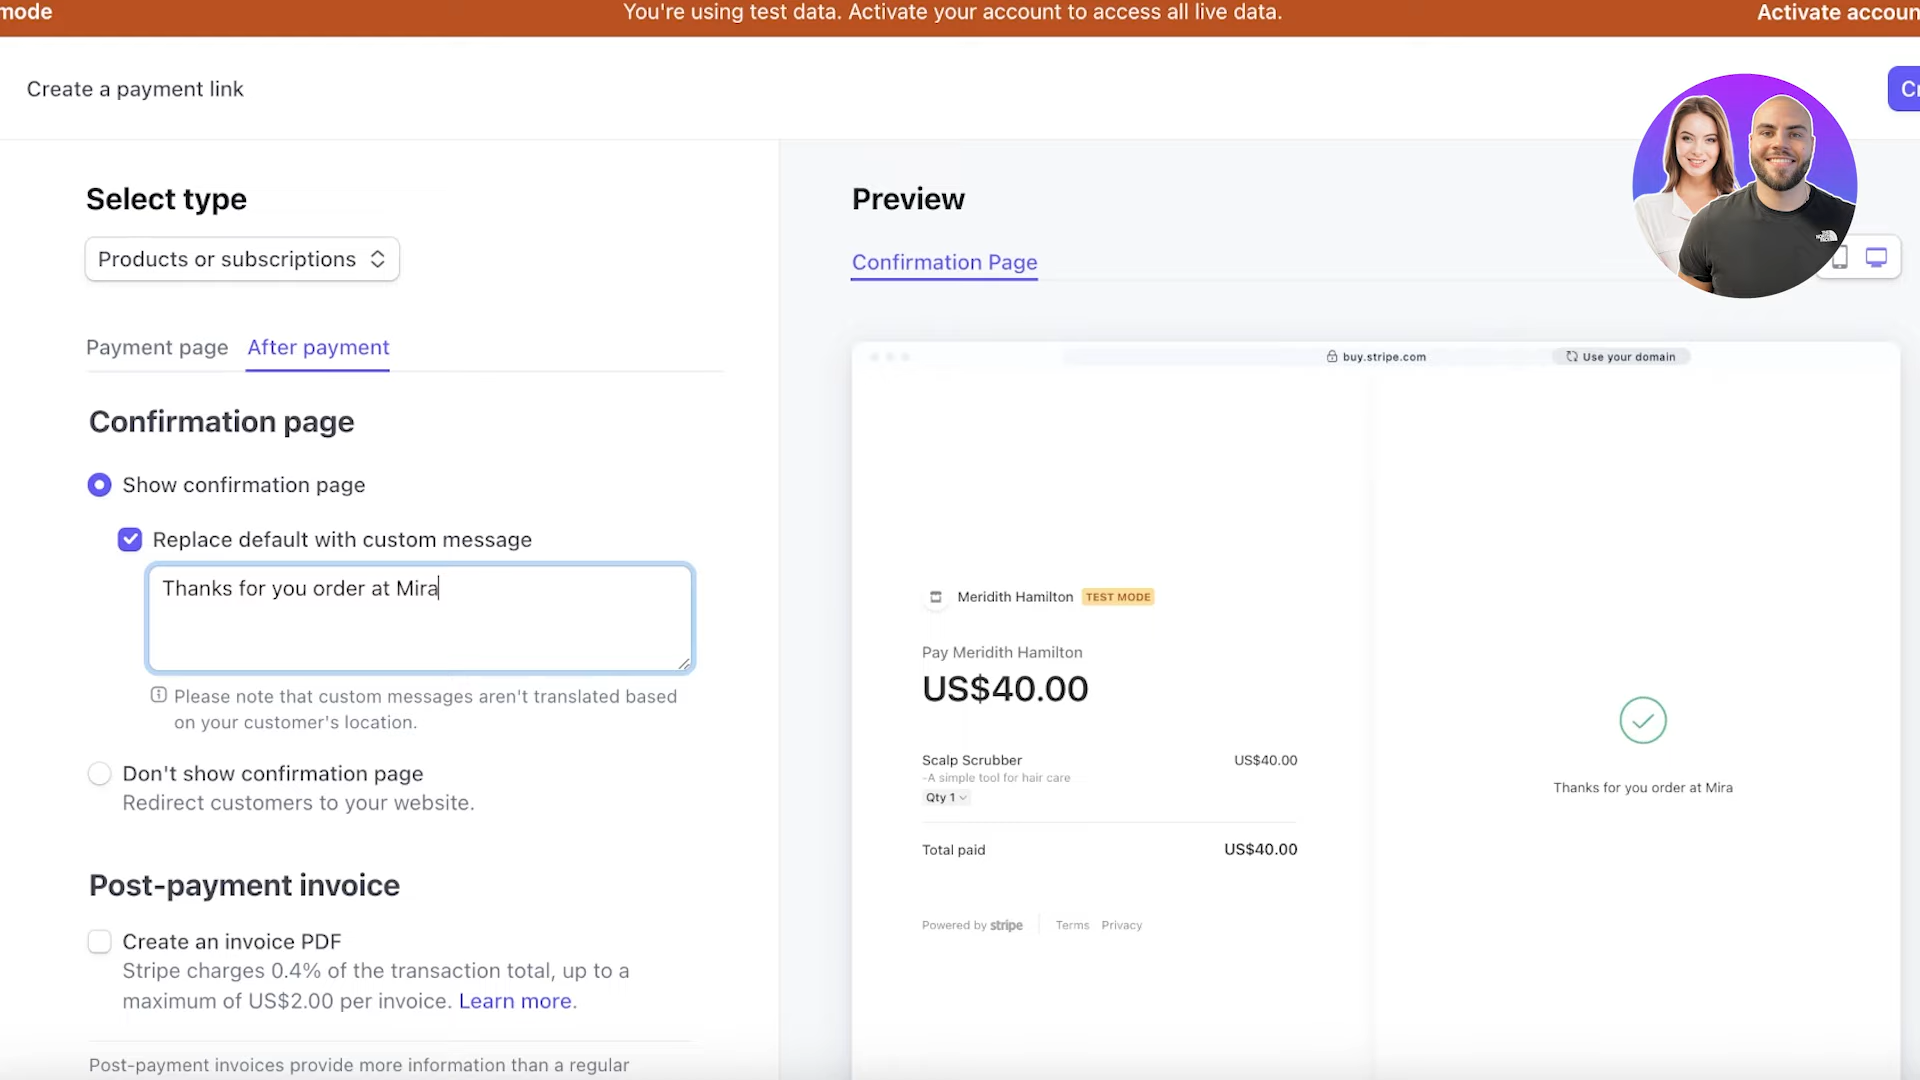 mode
You're using test data. Activate your account to access all live data.
Activate accoun
Create a payment link
Cr
Select type
Products or subscriptions
Payment page
After payment
Confirmation page
Show confirmation page
Replace default with custom message
Thanks for you order at Mira
Please note that custom messages aren't translated based
on your customer's location.
Don't show confirmation page
Redirect customers to your website.
Post-payment invoice
Create an invoice PDF
Stripe charges 0.4% of the transaction total, up to a
maximum of US$2.00 per invoice. Learn more.
Post-payment invoices provide more information than a regular
Preview
Confirmation Page
THE NORTH FACE
buy.stripe.com
Use your domain
Meridith Hamilton
TEST MODE
Pay Meridith Hamilton
US$40.00
Scalp Scrubber
US$40.00
-A simple tool for hair care
Qty 1
Total paid
US$40.00
Powered by stripe
Terms
Privacy
Thanks for you order at Mira